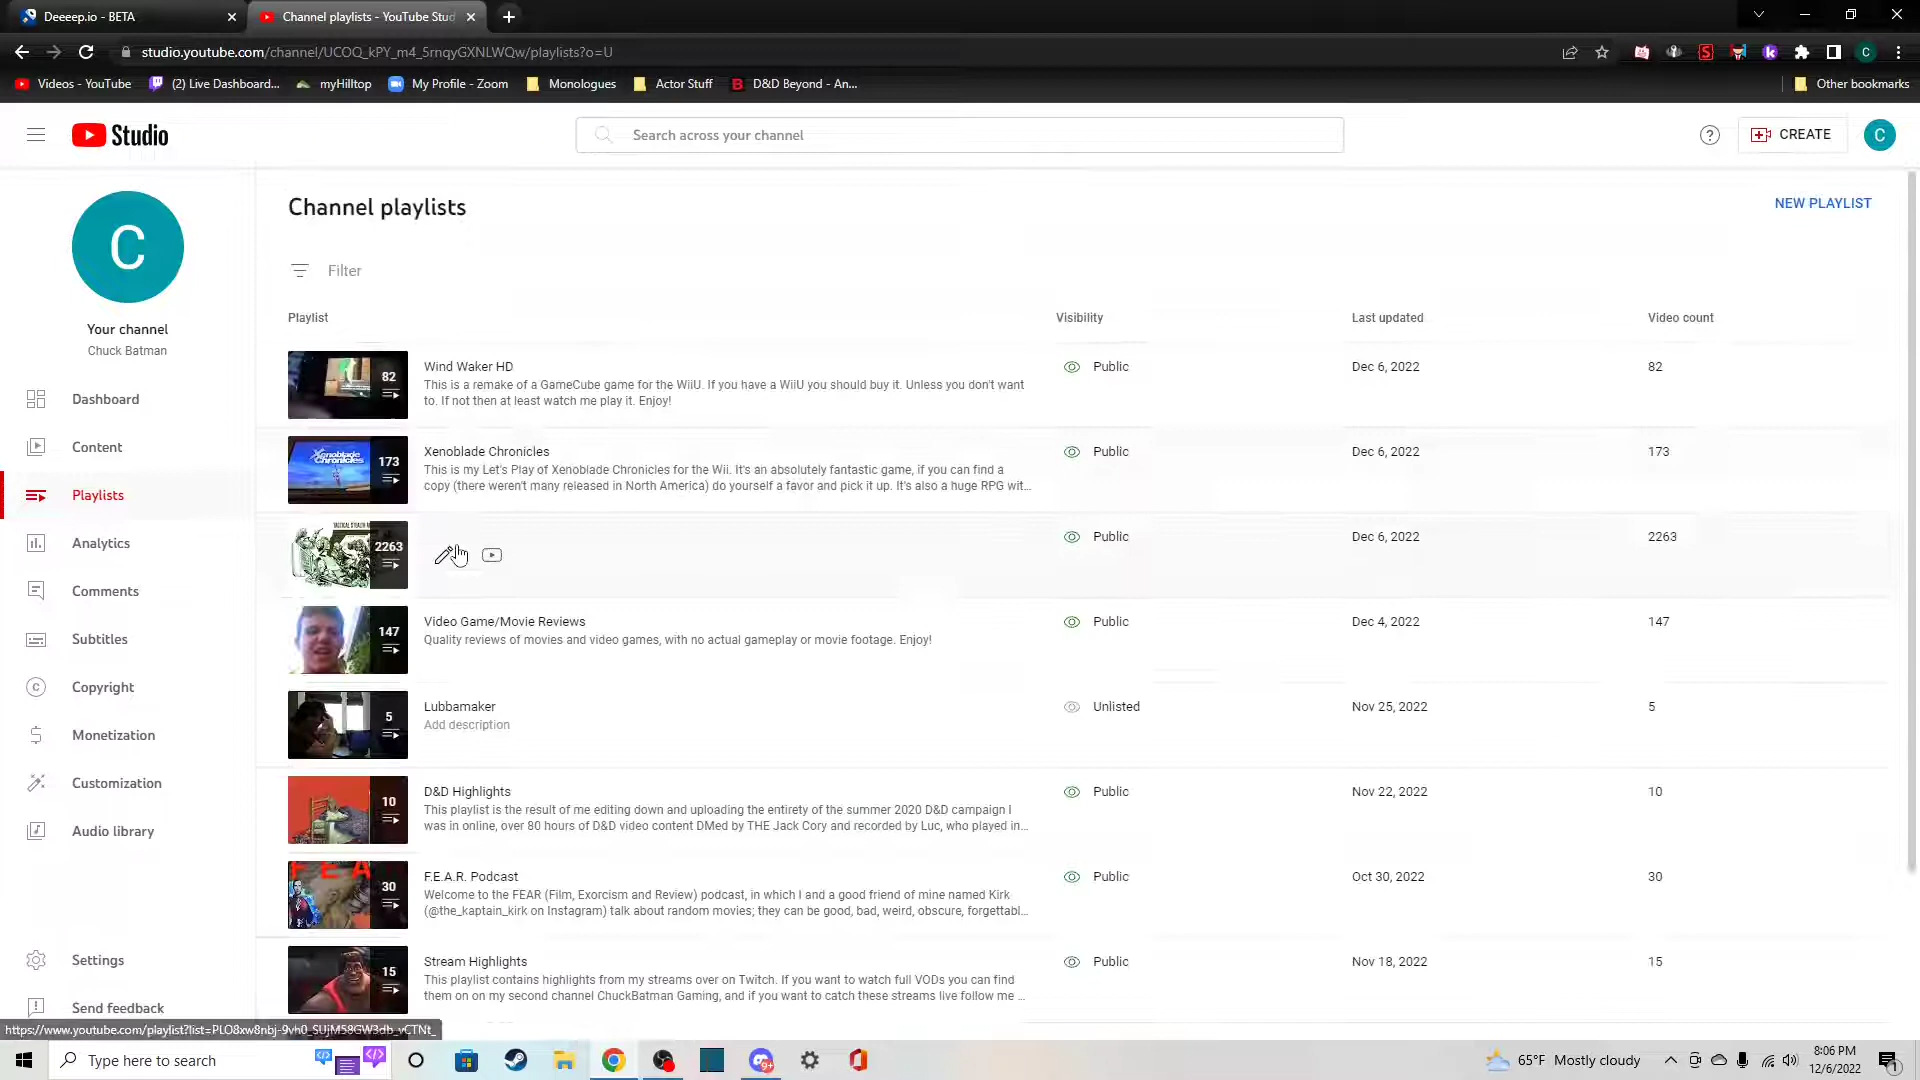 Deeeep.io - BETA
Channel playlists - YouTube Stud
studio.youtube.com/channel/UCOQ_kPY_m4_5rnqyGXNLWQw/playlists?o=U
C
Videos - YouTube
(2) Live Dashboard...
myHilltop
My Profile - Zoom
Monologues
Actor Stuff
D&D Beyond - An...
Other bookmarks
Studio
Search across your channel
CREATE
C
C
Your channel
Chuck Batman
Dashboard
Content
Playlists
Analytics
Comments
Subtitles
Copyright
Monetization
Customization
Audio library
Settings
Send feedback
Channel playlists
NEW PLAYLIST
Filter
Playlist
Visibility
Last updated
Video count
82
Wind Waker HD
This is a remake of a GameCube game for the WiiU. If you have a WiiU you should buy it. Unless you don't want
to. If not then at least watch me play it. Enjoy!
Public
Dec 6, 2022
82
Xenoblade Chronicles
173
Xenoblade Chronicles
This is my Let's Play of Xenoblade Chronicles for the Wii. It's an absolutely fantastic game, if you can find a
copy (there weren't many released in North America) do yourself a favor and pick it up. It's also a huge RPG wit...
Public
Dec 6, 2022
173
TACTICAL STEALTH
2263
Public
Dec 6, 2022
2263
147
Video Game/Movie Reviews
Quality reviews of movies and video games, with no actual gameplay or movie footage. Enjoy!
Public
Dec 4, 2022
147
5
Lubbamaker
Add description
Unlisted
Nov 25, 2022
5
10
D&D Highlights
This playlist is the result of me editing down and uploading the entirety of the summer 2020 D&D campaign I
was in online, over 80 hours of D&D video content DMed by THE Jack Cory and recorded by Luc, who played in...
Public
Nov 22, 2022
10
F E A
30
F.E.A.R. Podcast
Welcome to the FEAR (Film, Exorcism and Review) podcast, in which I and a good friend of mine named Kirk
(@the_kaptain_kirk on Instagram) talk about random movies; they can be good, bad, weird, obscure, forgettabl...
Public
Oct 30, 2022
30
15
Stream Highlights
This playlist contains highlights from my streams over on Twitch. If you want to watch full VODs you can find
them on on my second channel ChuckBatman Gaming, and if you want to catch these streams live follow me ...
Public
Nov 18, 2022
15
https://www.youtube.com/playlist?list=PLO8xw8nbj-9vh0_SUjM58GW3db_vCTNt_
Type here to search
9+
65°F Mostly cloudy
8:06 PM
12/6/2022
1